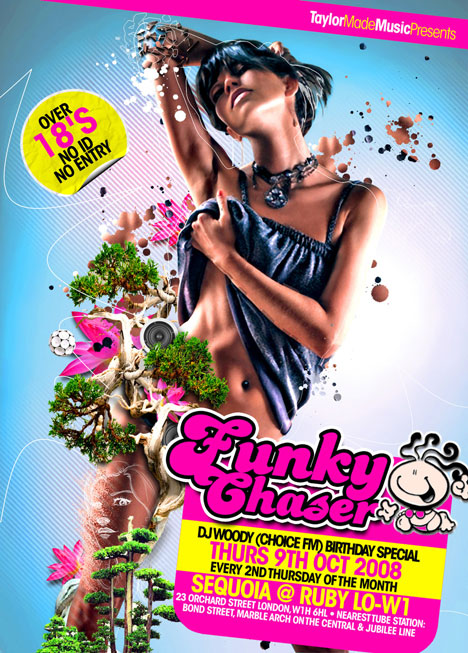 TaylorMadeMusicPresents
OVER
18'S
NO ID
NO ENTRY
Funky
Chaser
DJ WOODY (CHOICE FM) BIRTHDAY SPECIAL
THURS 9TH OCT 2008
EVERY 2ND THURSDAY OF THE MONTH
SEQUOIA @ RUBY LO-W1
23 ORCHARD STREET LONDON, W1H 6HL • NEAREST TUBE STATION:
BOND STREET, MARBLE ARCH ON THE CENTRAL & JUBILEE LINE